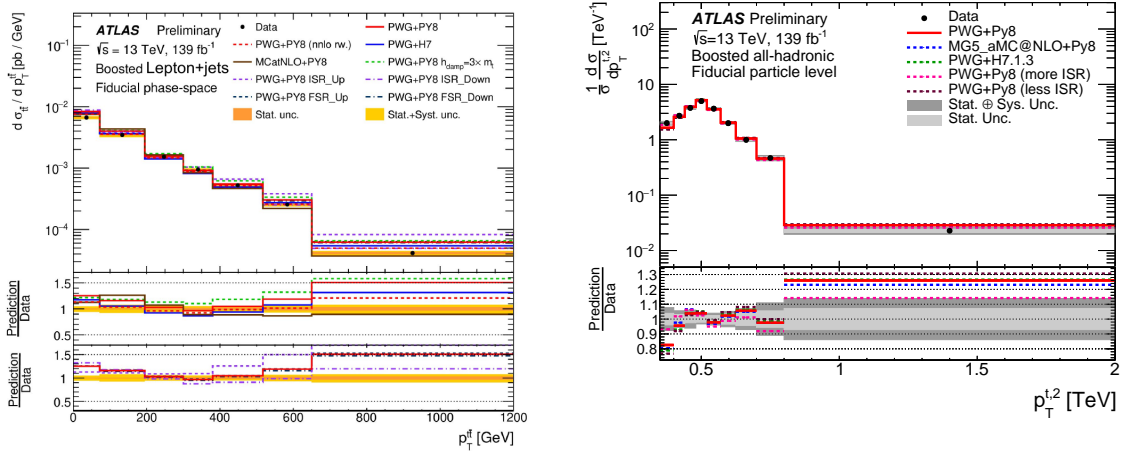 ATLAS Preliminary
√s = 13 TeV, 139 fb⁻¹
Boosted Lepton+jets
Fiducial phase-space
Data
PWG+PY8
PWG+PY8 (nnlo rw.)
PWG+H7
MCatNLO+PY8
PWG+PY8 h_damp=3× m_t
PWG+PY8 ISR_Up
PWG+PY8 ISR_Down
PWG+PY8 FSR_Up
PWG+PY8 FSR_Down
Stat. unc.
Stat.+Syst. unc.
d σ_tt̄ / d p_T^tt̄ [pb / GeV]
10⁻¹
10⁻²
10⁻³
10⁻⁴
Prediction
Data
1.5
1
0.5
Prediction
Data
1.5
1
0.5
0 200 400 600 800 1000 1200
p_T^tt̄ [GeV]
ATLAS Preliminary
√s=13 TeV, 139 fb⁻¹
Boosted all-hadronic
Fiducial particle level
Data
PWG+Py8
MG5_aMC@NLO+Py8
PWG+H7.1.3
PWG+Py8 (more ISR)
PWG+Py8 (less ISR)
Stat. ⊕ Sys. Unc.
Stat. Unc.
1/σ d σ/dp_T^t,2 [TeV⁻¹]
10²
10
1
10⁻¹
10⁻²
Prediction
Data
1.3
1.2
1.1
1
0.9
0.8
0.5 1 1.5 2
p_T^t,2 [TeV]